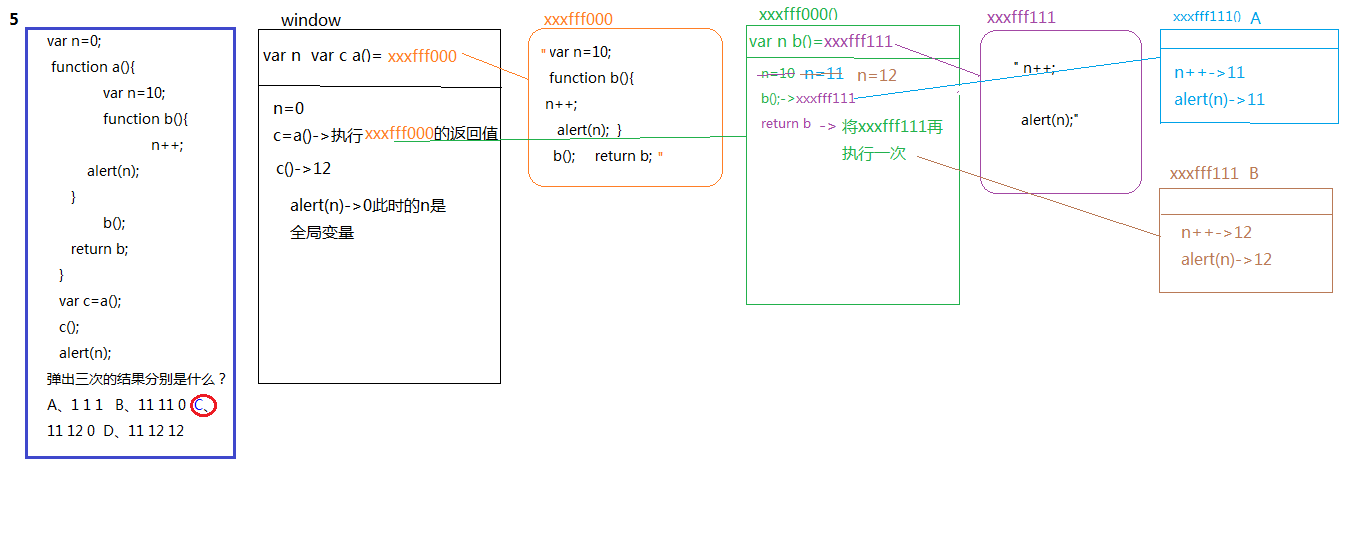 5
var n=0;
function a(){
var n=10;
function b(){
n++;
alert(n);
}
b();
return b;
}
var c=a();
c();
alert(n);
弹出三次的结果分别是什么？
A、1 1 1   B、11 11 0  C、
11 12 0  D、11 12 12
window
var n  var c a()= xxxfff000
n=0
c=a()->执行xxxfff000的返回值
c()->12
alert(n)->0此时的n是
全局变量
xxxfff000
" var n=10;
function b(){
n++;
alert(n);  }
b();     return b; "
xxxfff000()
var n b()=xxxfff111
n=10  n=11  n=12
b();->xxxfff111
return b  -> 将xxxfff111再
执行一次
xxxfff111
" n++;
alert(n);"
xxxfff111()  A
n++->11
alert(n)->11
xxxfff111  B
n++->12
alert(n)->12